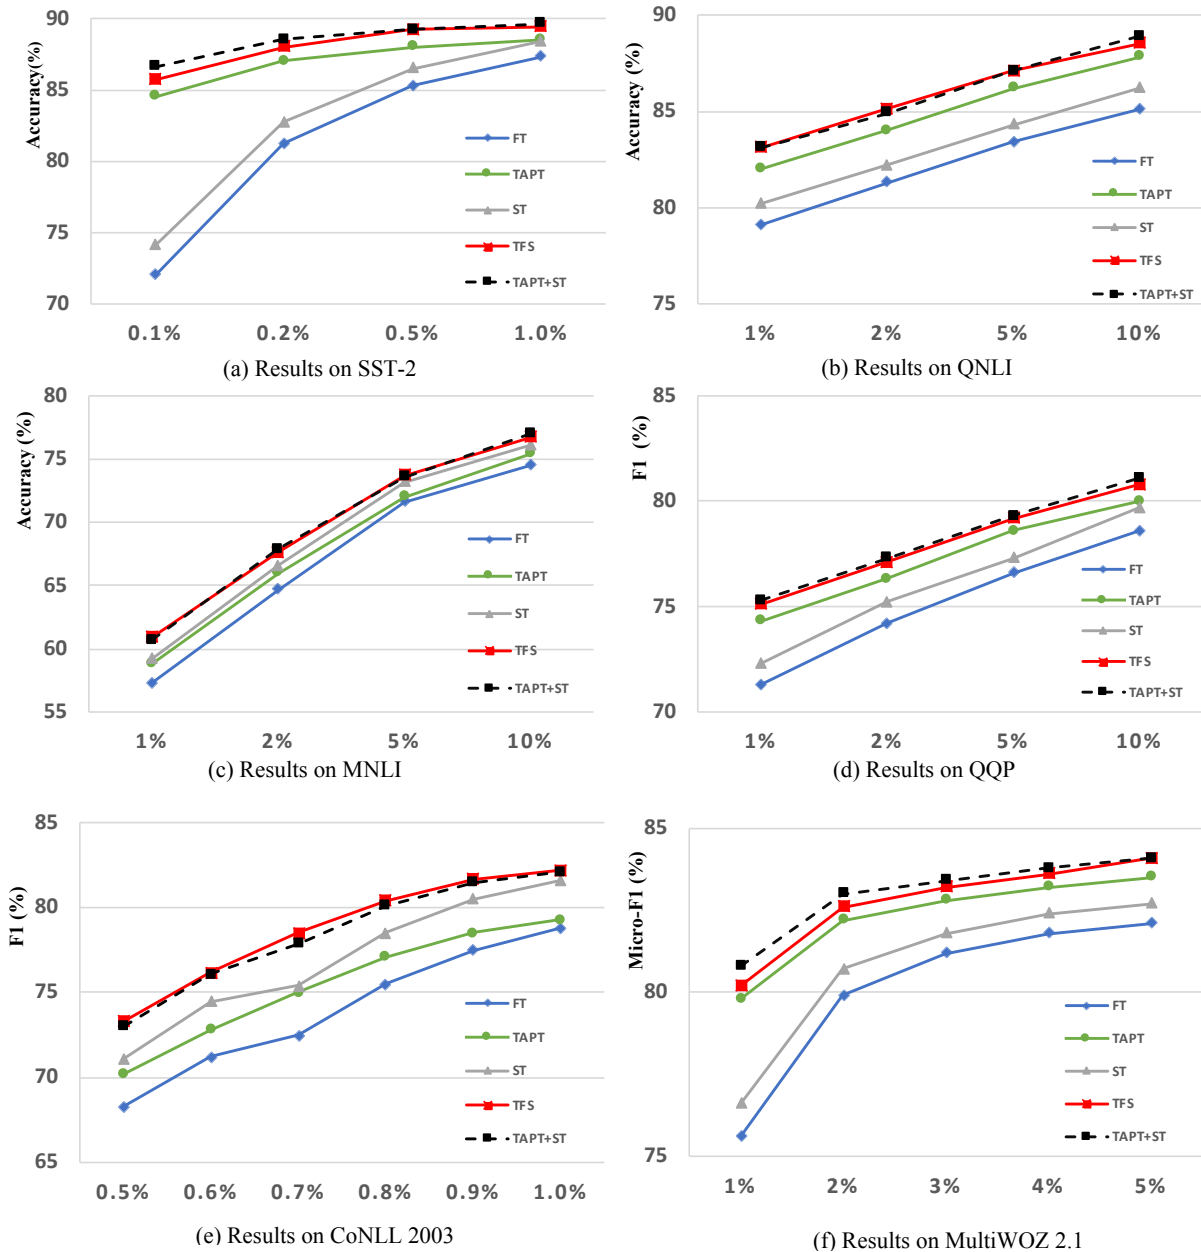 90
85
80
75
70
Accuracy(%)
FT
TAPT
ST
TFS
TAPT+ST
0.1% 0.2% 0.5% 1.0%
(a) Results on SST-2
90
85
80
75
Accuracy (%)
FT
TAPT
ST
TFS
TAPT+ST
1% 2% 5% 10%
(b) Results on QNLI
80
75
70
65
60
55
Accuracy (%)
FT
TAPT
ST
TFS
TAPT+ST
1% 2% 5% 10%
(c) Results on MNLI
85
80
75
70
F1 (%)
FT
TAPT
ST
TFS
TAPT+ST
1% 2% 5% 10%
(d) Results on QQP
85
80
75
70
65
F1 (%)
FT
TAPT
ST
TFS
TAPT+ST
0.5% 0.6% 0.7% 0.8% 0.9% 1.0%
(e) Results on CoNLL 2003
85
80
75
Micro-F1 (%)
FT
TAPT
ST
TFS
TAPT+ST
1% 2% 3% 4% 5%
(f) Results on MultiWOZ 2.1